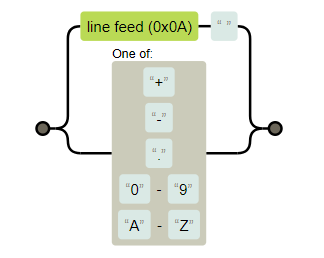 line feed (0x0A) “ ”
One of:
“+”
“-”
“.”
“0” - “9”
“A” - “Z”